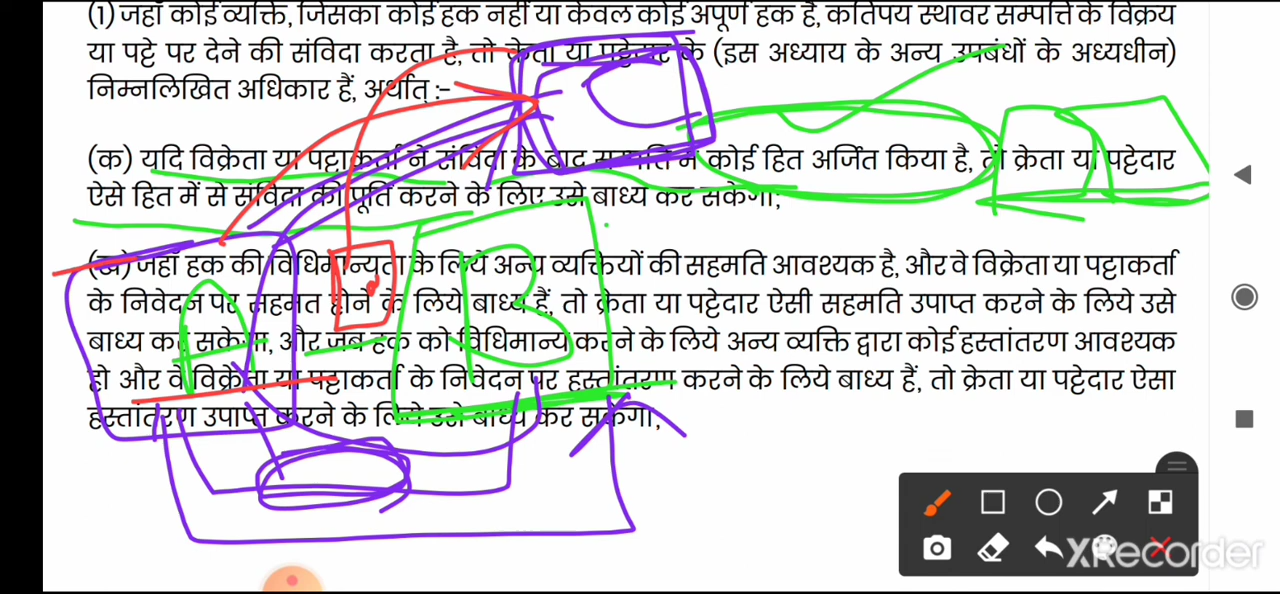 (1) जहाँ कोई व्यक्ति, जिसका कोई हक नहीं या केवल कोई अपूर्ण हक है, कतिपय स्थावर सम्पत्ति के विक्रय
या पट्टे पर देने की संविदा करता है, तो क्रेता या पट्टेदार के (इस अध्याय के अन्य उपबंधों के अध्यधीन)
निम्नलिखित अधिकार हैं, अर्थात् :-
(क) यदि विक्रेता या पट्टाकर्ता ने संविदा के बाद सम्पत्ति में कोई हित अर्जित किया है, तो क्रेता या पट्टेदार
ऐसे हित में से संविदा की पूर्ति करने के लिए उसे बाध्य कर सकेगा;
(ख) जहाँ हक की विधिमान्यता के लिये अन्य व्यक्तियों की सहमति आवश्यक है, और वे विक्रेता या पट्टाकर्ता
के निवेदन पर सहमत होने के लिये बाध्य हैं, तो क्रेता या पट्टेदार ऐसी सहमति उपाप्त करने के लिये उसे
बाध्य कर सकेगा, और जब हक को विधिमान्य करने के लिये अन्य व्यक्ति द्वारा कोई हस्तांतरण आवश्यक
हो और वे विक्रेता या पट्टाकर्ता के निवेदन पर हस्तांतरण करने के लिये बाध्य हैं, तो क्रेता या पट्टेदार ऐसा
हस्तांतरण उपाप्त करने के लिये उसे बाध्य कर सकेगा;
A
B
XRecorder